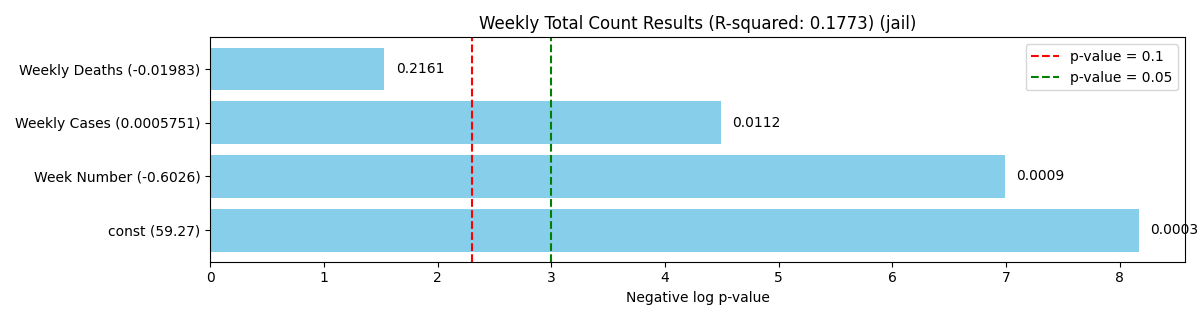 Weekly Total Count Results (R-squared: 0.1773) (jail)
p-value = 0.1
p-value = 0.05
Weekly Deaths (-0.01983)
0.2161
Weekly Cases (0.0005751)
0.0112
Week Number (-0.6026)
0.0009
const (59.27)
0.0003
0 1 2 3 4 5 6 7 8
Negative log p-value